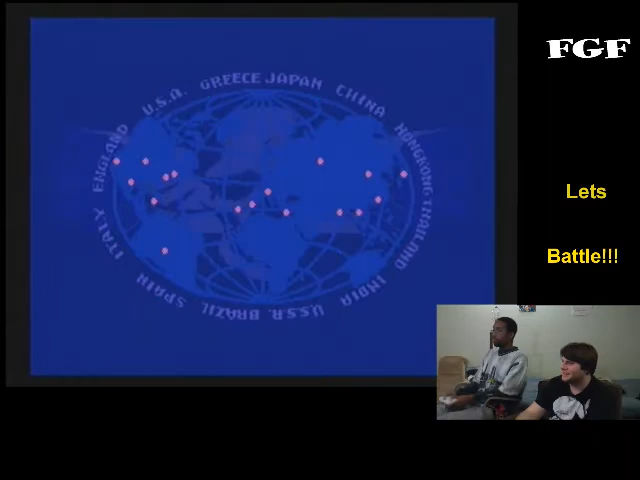 ENGLAND U.S.A. GREECE JAPAN CHINA HONGKONG THAILAND
ITALY SPAIN BRAZIL U.S.S.R. INDIA
FGF
Lets
Battle!!!